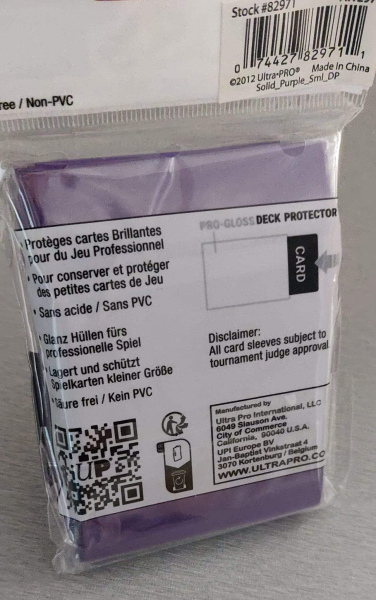 Stock #82971
0 74427 82971 1
©2012 Ultra•PRO® Made in China
Solid_Purple_Sml_DP
ree / Non-PVC
Protèges cartes Brillantes
pour du Jeu Professionnel
• Pour conserver et protéger
des petites cartes de Jeu
• Sans acide / Sans PVC
• Glanz Hüllen fürs
professionelle Spiel
• Lagert und schützt
Spielkarten kleiner Größe
• Säure frei / Kein PVC
PRO-GLOSS DECK PROTECTOR
CARD
Disclaimer:
All card sleeves subject to
tournament judge approval
UP
Manufactured by
Ultra Pro International, LLC
6049 Slauson Ave.
City of Commerce
California, 90040 U.S.A.
UPI Europe BV
Jan-Baptist Vinkstraat 4
3070 Kortenburg / Belgium
WWW.ULTRAPRO.CO